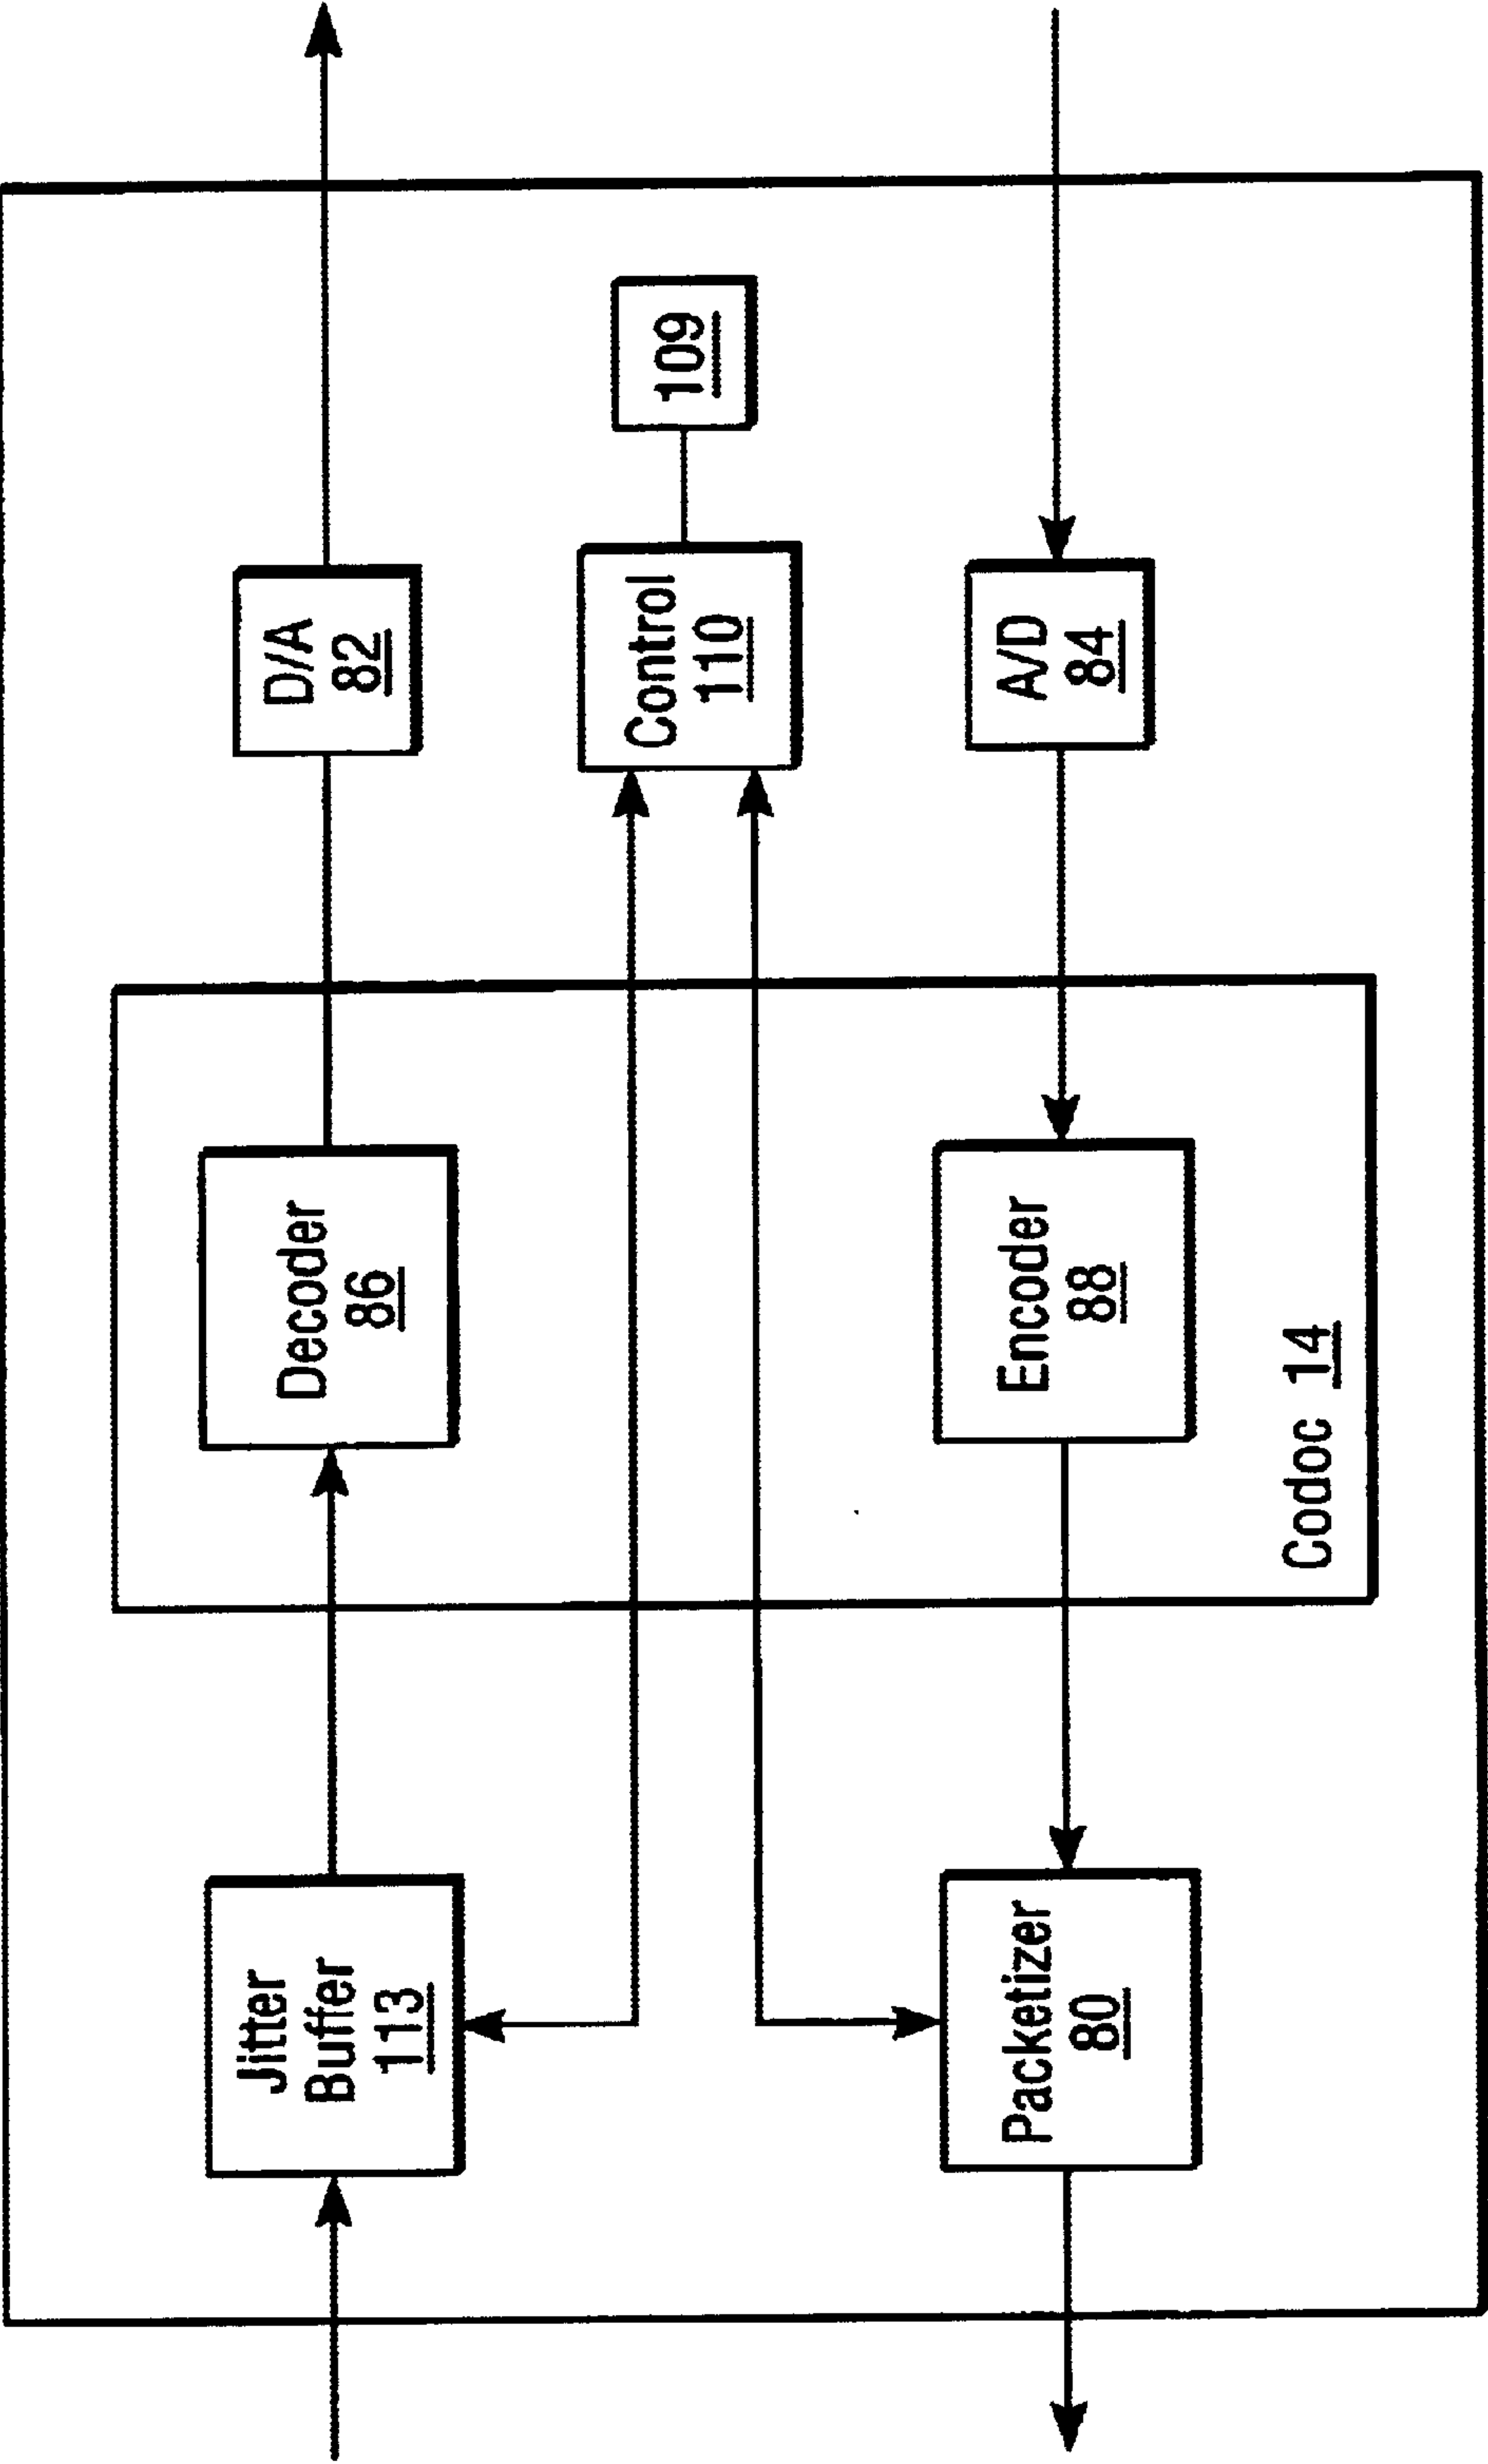 Jitter
Buffer
113
Decoder
86
D/A
82
Control
110
109
Packetizer
80
Encoder
88
A/D
84
Codoc 14